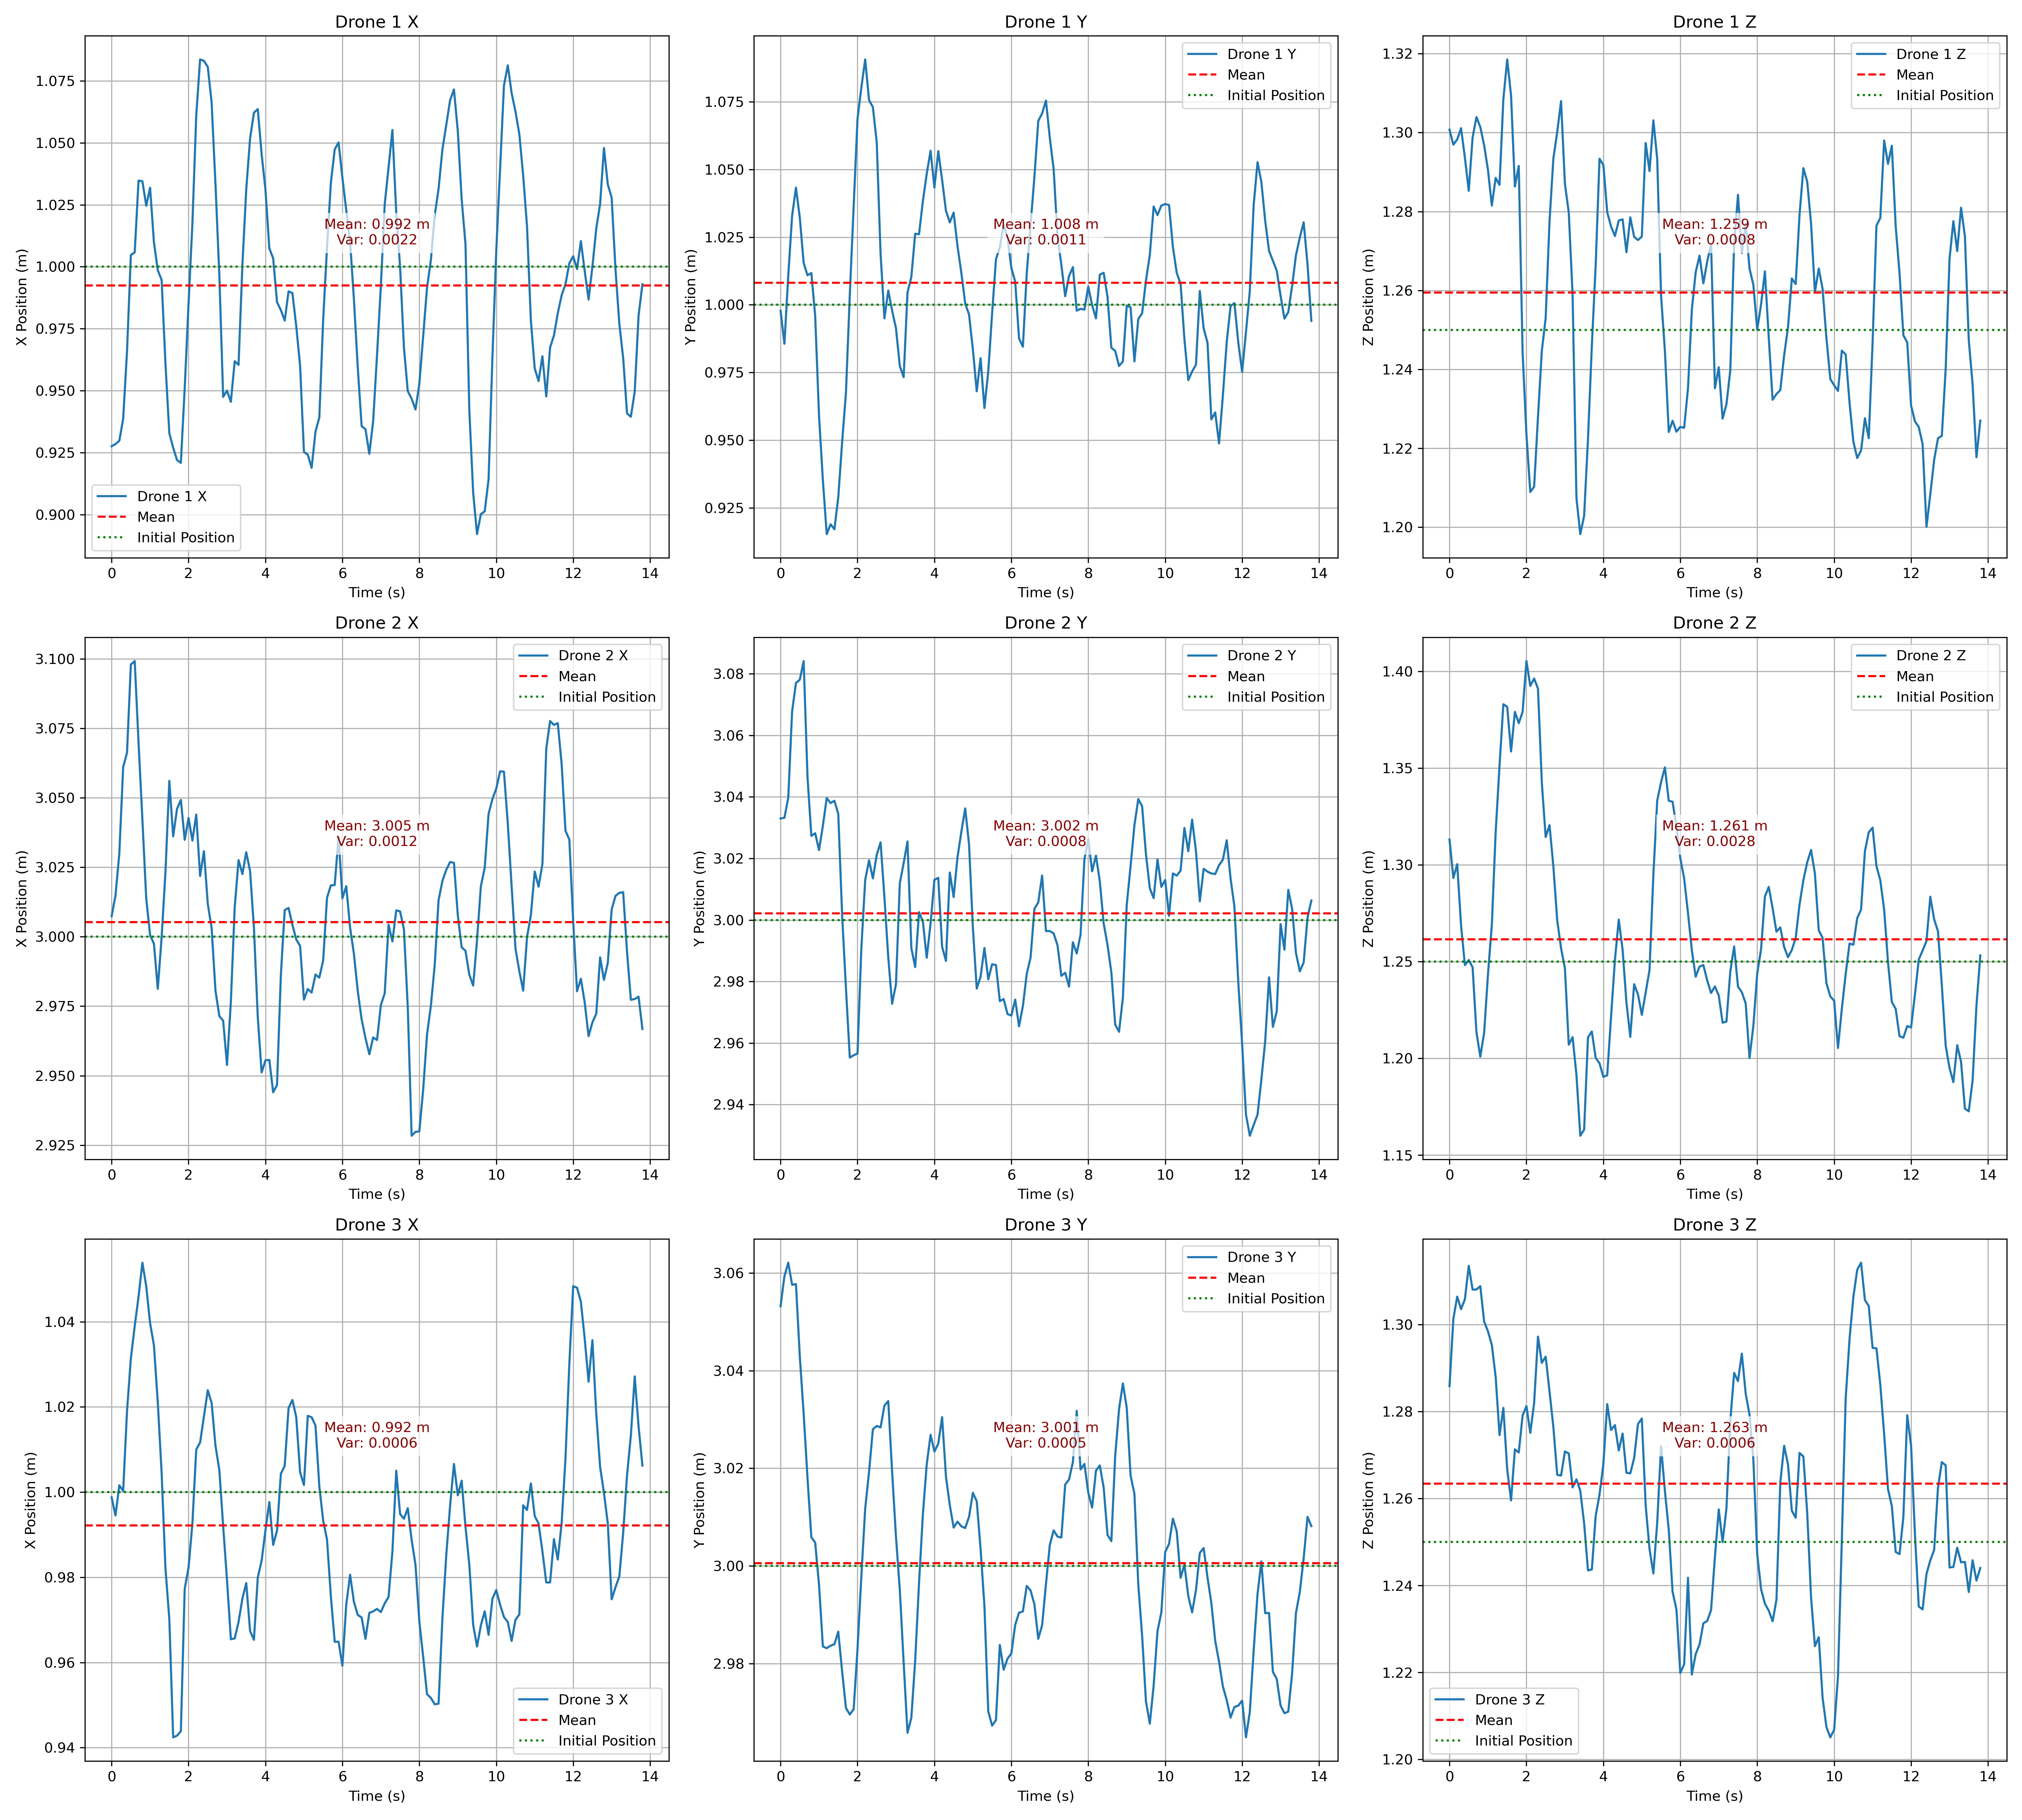 Drone 1 X
X Position (m)
1.075
1.050
1.025
1.000
0.975
0.950
0.925
0.900
Mean: 0.992 m
Var: 0.0022
Drone 1 X
Mean
Initial Position
0 2 4 6 8 10 12 14
Time (s)
Drone 1 Y
Y Position (m)
1.075
1.050
1.025
1.000
0.975
0.950
0.925
Drone 1 Y
Mean
Initial Position
Mean: 1.008 m
Var: 0.0011
0 2 4 6 8 10 12 14
Time (s)
Drone 1 Z
Z Position (m)
1.32
1.30
1.28
1.26
1.24
1.22
1.20
Drone 1 Z
Mean
Initial Position
Mean: 1.259 m
Var: 0.0008
0 2 4 6 8 10 12 14
Time (s)
Drone 2 X
X Position (m)
3.100
3.075
3.050
3.025
3.000
2.975
2.950
2.925
Drone 2 X
Mean
Initial Position
Mean: 3.005 m
Var: 0.0012
0 2 4 6 8 10 12 14
Time (s)
Drone 2 Y
Y Position (m)
3.08
3.06
3.04
3.02
3.00
2.98
2.96
2.94
Drone 2 Y
Mean
Initial Position
Mean: 3.002 m
Var: 0.0008
0 2 4 6 8 10 12 14
Time (s)
Drone 2 Z
Z Position (m)
1.40
1.35
1.30
1.25
1.20
1.15
Drone 2 Z
Mean
Initial Position
Mean: 1.261 m
Var: 0.0028
0 2 4 6 8 10 12 14
Time (s)
Drone 3 X
X Position (m)
1.04
1.02
1.00
0.98
0.96
0.94
Mean: 0.992 m
Var: 0.0006
Drone 3 X
Mean
Initial Position
0 2 4 6 8 10 12 14
Time (s)
Drone 3 Y
Y Position (m)
3.06
3.04
3.02
3.00
2.98
Drone 3 Y
Mean
Initial Position
Mean: 3.001 m
Var: 0.0005
0 2 4 6 8 10 12 14
Time (s)
Drone 3 Z
Z Position (m)
1.30
1.28
1.26
1.24
1.22
1.20
Mean: 1.263 m
Var: 0.0006
Drone 3 Z
Mean
Initial Position
0 2 4 6 8 10 12 14
Time (s)